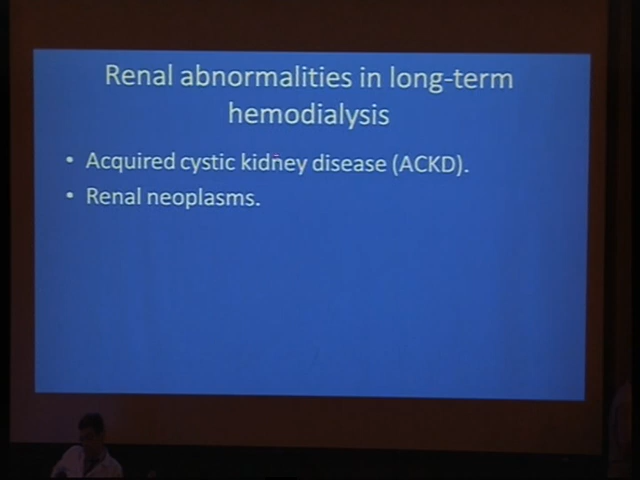 Renal abnormalities in long-term
hemodialysis
• Acquired cystic kidney disease (ACKD).
• Renal neoplasms.